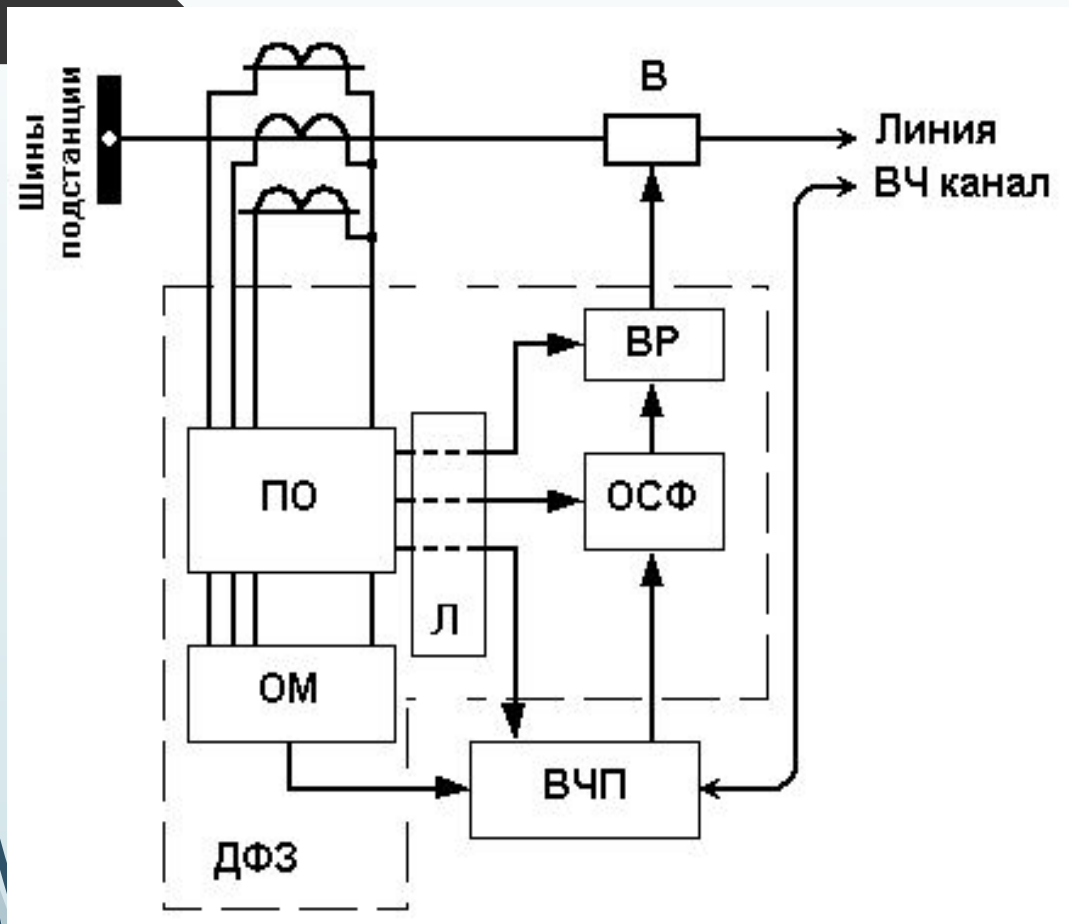 Шины
подстанции
В
Линия
ВЧ канал
ВР
ПО
ОСФ
Л
ОМ
ВЧП
ДФЗ